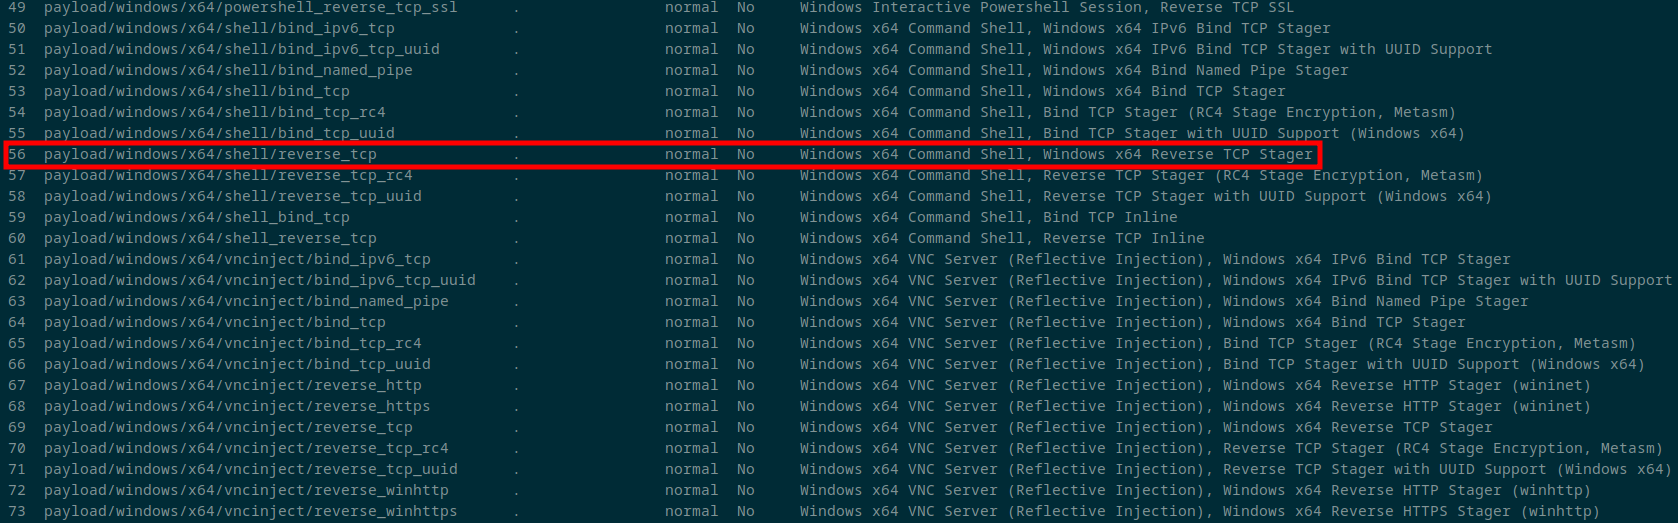 49 payload/windows/x64/powershell_reverse_tcp_ssl . normal No Windows Interactive Powershell Session, Reverse TCP SSL
50 payload/windows/x64/shell/bind_ipv6_tcp . normal No Windows x64 Command Shell, Windows x64 IPv6 Bind TCP Stager
51 payload/windows/x64/shell/bind_ipv6_tcp_uuid . normal No Windows x64 Command Shell, Windows x64 IPv6 Bind TCP Stager with UUID Support
52 payload/windows/x64/shell/bind_named_pipe . normal No Windows x64 Command Shell, Windows x64 Bind Named Pipe Stager
53 payload/windows/x64/shell/bind_tcp . normal No Windows x64 Command Shell, Windows x64 Bind TCP Stager
54 payload/windows/x64/shell/bind_tcp_rc4 . normal No Windows x64 Command Shell, Bind TCP Stager (RC4 Stage Encryption, Metasm)
55 payload/windows/x64/shell/bind_tcp_uuid . normal No Windows x64 Command Shell, Bind TCP Stager with UUID Support (Windows x64)
56 payload/windows/x64/shell/reverse_tcp . normal No Windows x64 Command Shell, Windows x64 Reverse TCP Stager
57 payload/windows/x64/shell/reverse_tcp_rc4 . normal No Windows x64 Command Shell, Reverse TCP Stager (RC4 Stage Encryption, Metasm)
58 payload/windows/x64/shell/reverse_tcp_uuid . normal No Windows x64 Command Shell, Reverse TCP Stager with UUID Support (Windows x64)
59 payload/windows/x64/shell_bind_tcp . normal No Windows x64 Command Shell, Bind TCP Inline
60 payload/windows/x64/shell_reverse_tcp . normal No Windows x64 Command Shell, Reverse TCP Inline
61 payload/windows/x64/vncinject/bind_ipv6_tcp . normal No Windows x64 VNC Server (Reflective Injection), Windows x64 IPv6 Bind TCP Stager
62 payload/windows/x64/vncinject/bind_ipv6_tcp_uuid . normal No Windows x64 VNC Server (Reflective Injection), Windows x64 IPv6 Bind TCP Stager with UUID Support
63 payload/windows/x64/vncinject/bind_named_pipe . normal No Windows x64 VNC Server (Reflective Injection), Windows x64 Bind Named Pipe Stager
64 payload/windows/x64/vncinject/bind_tcp . normal No Windows x64 VNC Server (Reflective Injection), Windows x64 Bind TCP Stager
65 payload/windows/x64/vncinject/bind_tcp_rc4 . normal No Windows x64 VNC Server (Reflective Injection), Bind TCP Stager (RC4 Stage Encryption, Metasm)
66 payload/windows/x64/vncinject/bind_tcp_uuid . normal No Windows x64 VNC Server (Reflective Injection), Bind TCP Stager with UUID Support (Windows x64)
67 payload/windows/x64/vncinject/reverse_http . normal No Windows x64 VNC Server (Reflective Injection), Windows x64 Reverse HTTP Stager (wininet)
68 payload/windows/x64/vncinject/reverse_https . normal No Windows x64 VNC Server (Reflective Injection), Windows x64 Reverse HTTP Stager (wininet)
69 payload/windows/x64/vncinject/reverse_tcp . normal No Windows x64 VNC Server (Reflective Injection), Windows x64 Reverse TCP Stager
70 payload/windows/x64/vncinject/reverse_tcp_rc4 . normal No Windows x64 VNC Server (Reflective Injection), Reverse TCP Stager (RC4 Stage Encryption, Metasm)
71 payload/windows/x64/vncinject/reverse_tcp_uuid . normal No Windows x64 VNC Server (Reflective Injection), Reverse TCP Stager with UUID Support (Windows x64)
72 payload/windows/x64/vncinject/reverse_winhttp . normal No Windows x64 VNC Server (Reflective Injection), Windows x64 Reverse HTTP Stager (winhttp)
73 payload/windows/x64/vncinject/reverse_winhttps . normal No Windows x64 VNC Server (Reflective Injection), Windows x64 Reverse HTTPS Stager (winhttp)